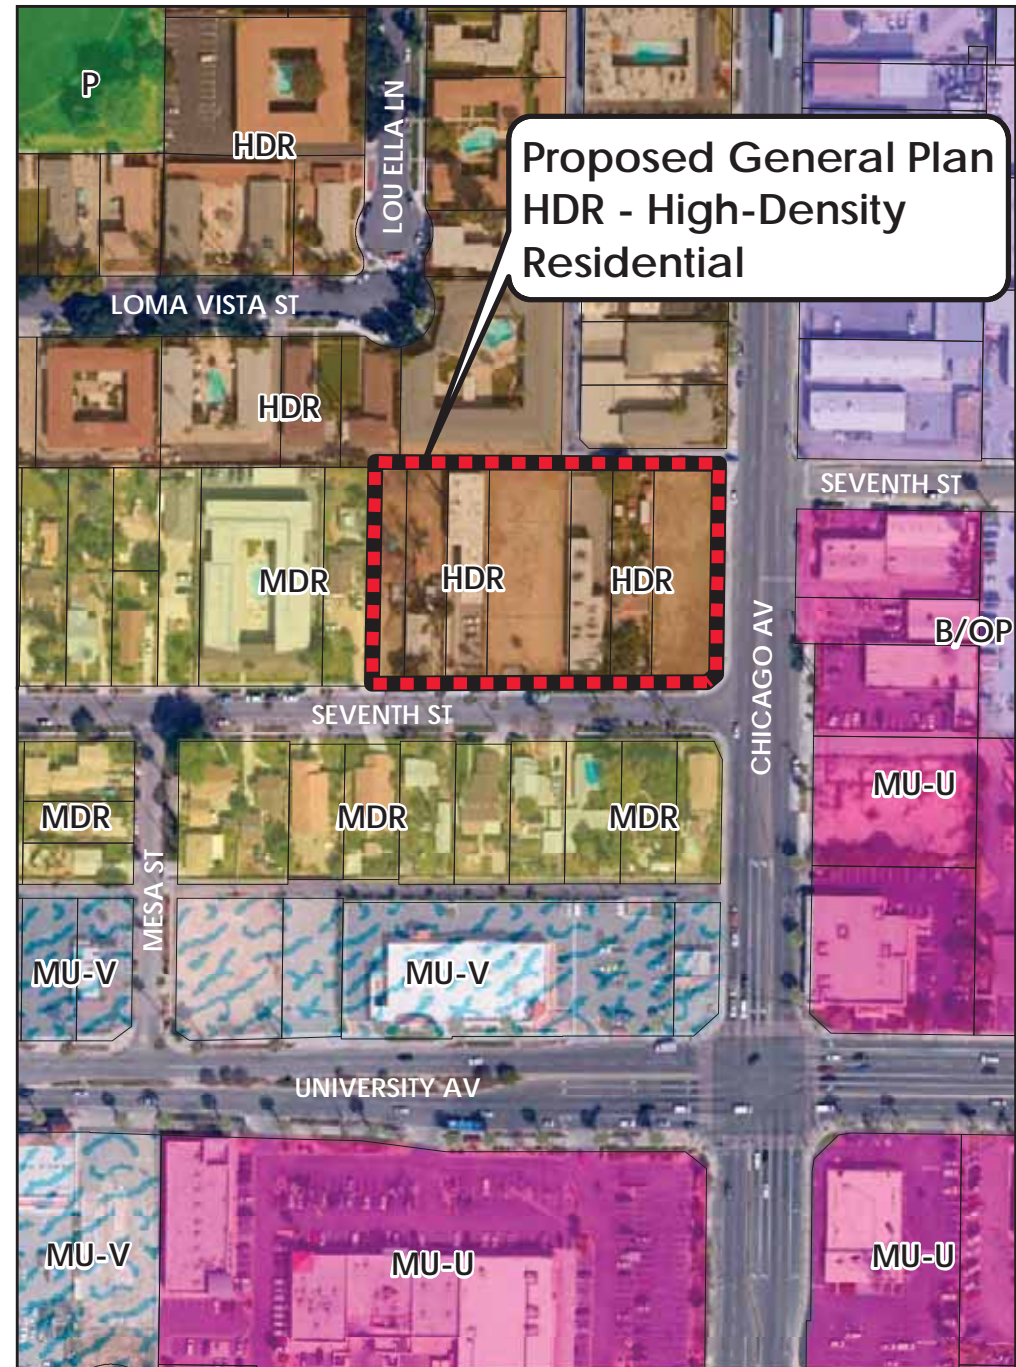 P
HDR
LOU ELLA LN
Proposed General Plan
HDR - High-Density
Residential
LOMA VISTA ST
HDR
SEVENTH ST
MDR
HDR
HDR
CHICAGO AV
B/OP
SEVENTH ST
MU-U
MDR
MDR
MDR
MESA ST
MU-V
MU-V
UNIVERSITY AV
MU-V
MU-U
MU-U